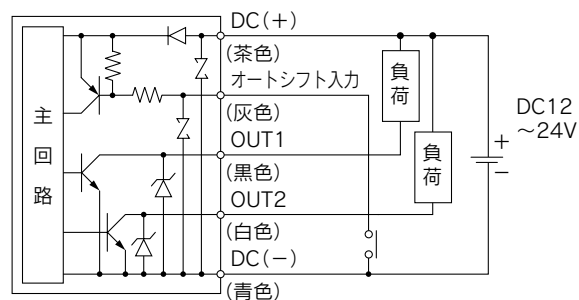 DC(+)
(茶色)
オートシフト入力
(灰色)
OUT1
(黒色)
OUT2
(白色)
DC(−)
(青色)
主回路
負荷
負荷
DC12
～24V
+
−